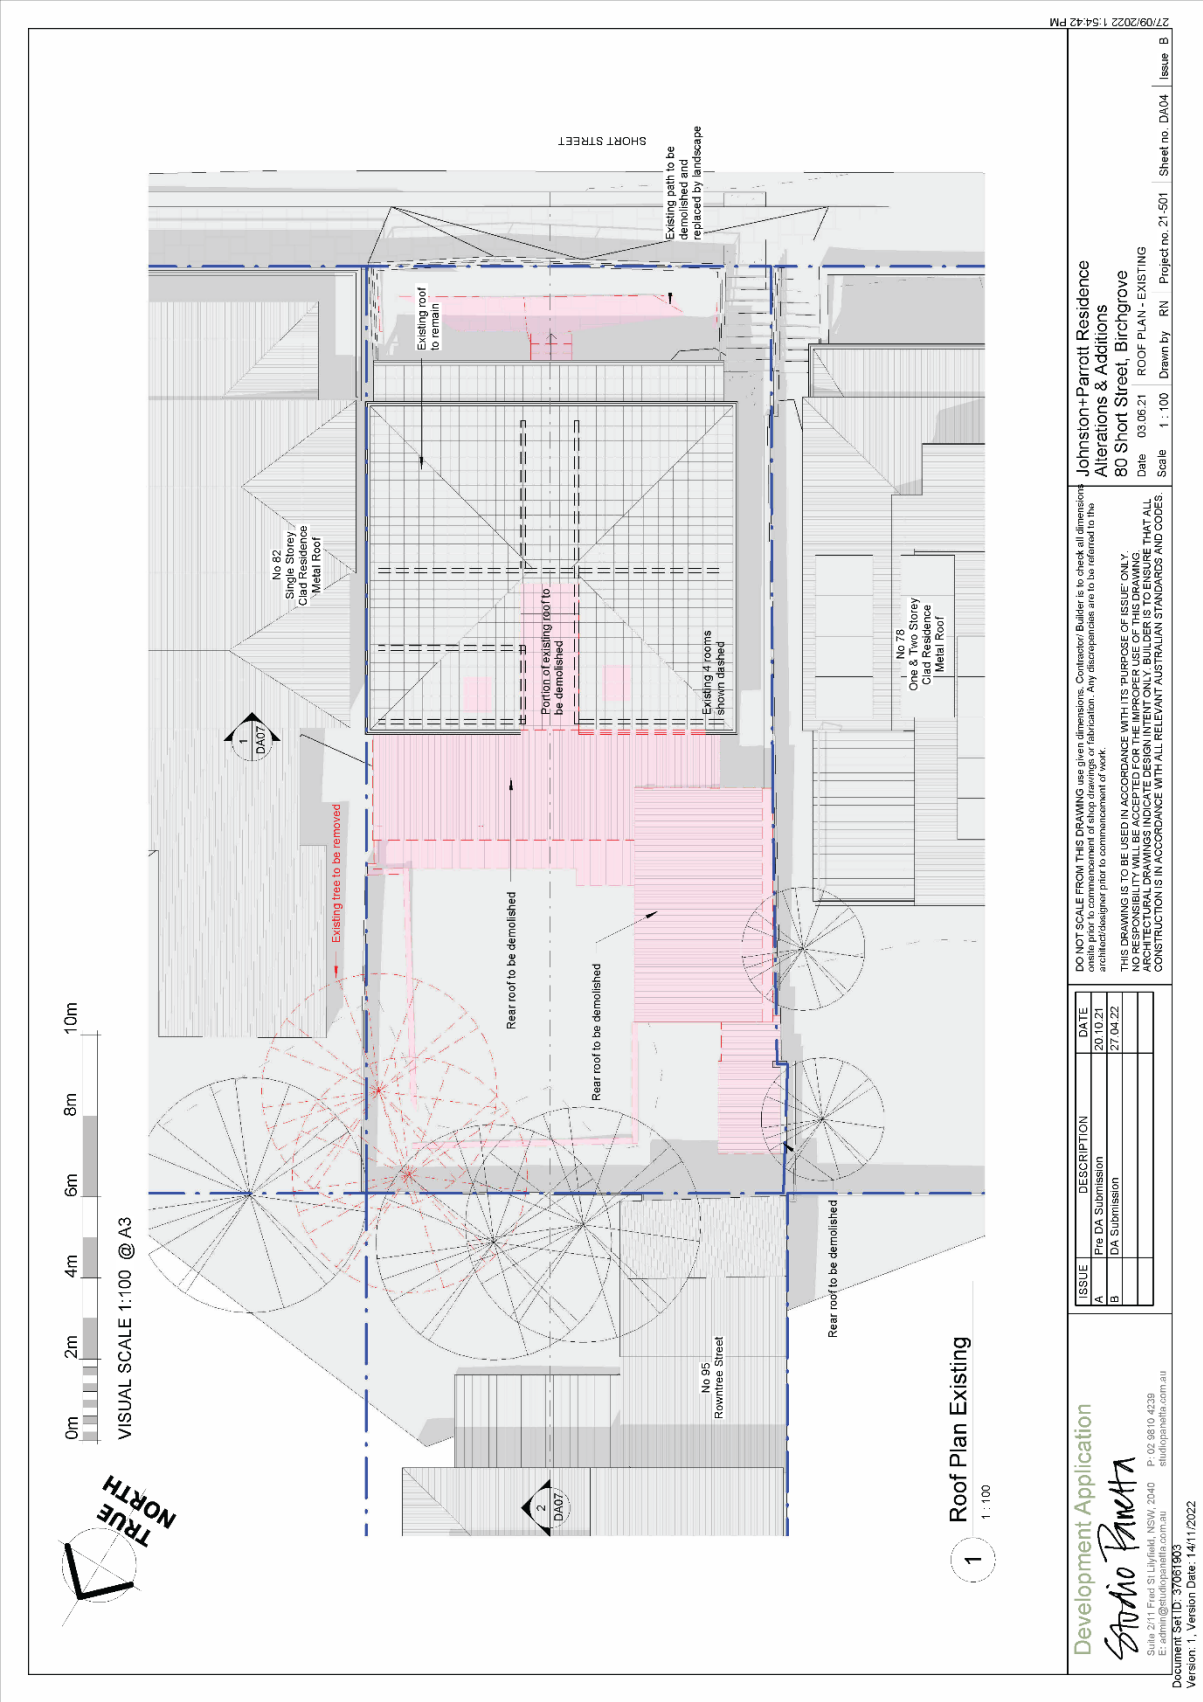 27/09/2022 1:54:42 PM
SHORT STREET
Existing path to be
demolished and
replaced by landscape
Existing roof
to remain
No 82
Single Storey
Clad Residence
Metal Roof
Portion of existing roof to
be demolished
Existing 4 rooms
shown dashed
No 78
One & Two Storey
Clad Residence
Metal Roof
1
DA07
Existing tree to be removed
Rear roof to be demolished
Rear roof to be demolished
Rear roof to be demolished
No 95
Rowntree Street
2
DA07
0m 2m 4m 6m 8m 10m
VISUAL SCALE 1:100 @ A3
TRUE
NORTH
1
Roof Plan Existing
1 : 100
Development Application
Studio Panetta
Suite 2/11 Fred St Lilyfield, NSW, 2040 P: 02 9810 4239
E: admin@studiopanetta.com.au studiopanetta.com.au
ISSUE DESCRIPTION DATE
A Pre DA Submission 20.10.21
B DA Submission 27.04.22
DO NOT SCALE FROM THIS DRAWING use given dimensions. Contractor/ Builder is to check all dimensions
onsite prior to commencement of shop drawings or fabrication. Any discrepencies are to be referred to the
architect/designer prior to commencement of work.
THIS DRAWING IS TO BE USED IN ACCORDANCE WITH ITS 'PURPOSE OF ISSUE' ONLY.
NO RESPONSIBILITY WILL BE ACCEPTED FOR THE IMPROPER USE OF THIS DRAWING.
ARCHITECTURAL DRAWINGS INDICATE DESIGN INTENT ONLY. BUILDER IS TO ENSURE THAT ALL
CONSTRUCTION IS IN ACCORDANCE WITH ALL RELEVANT AUSTRALIAN STANDARDS AND CODES.
Johnston+Parrott Residence
Alterations & Additions
80 Short Street, Birchgrove
Date 03.06.21 ROOF PLAN - EXISTING
Scale 1 : 100 Drawn by RN Project no. 21-501 Sheet no. DA04 Issue B
Document Set ID: 37061903
Version: 1, Version Date: 14/11/2022